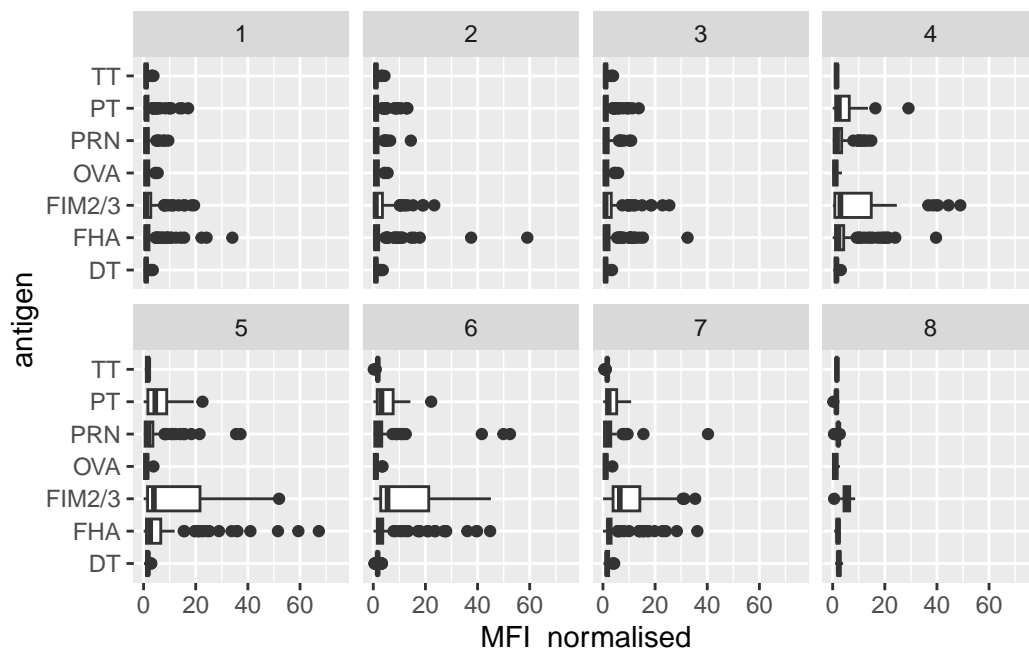 1 2 3 4
TT
PT
PRN
OVA
FIM2/3
FHA
DT
antigen
5 6 7 8
TT
PT
PRN
OVA
FIM2/3
FHA
DT
0 20 40 60 0 20 40 60 0 20 40 60 0 20 40 60
MFI_normalised